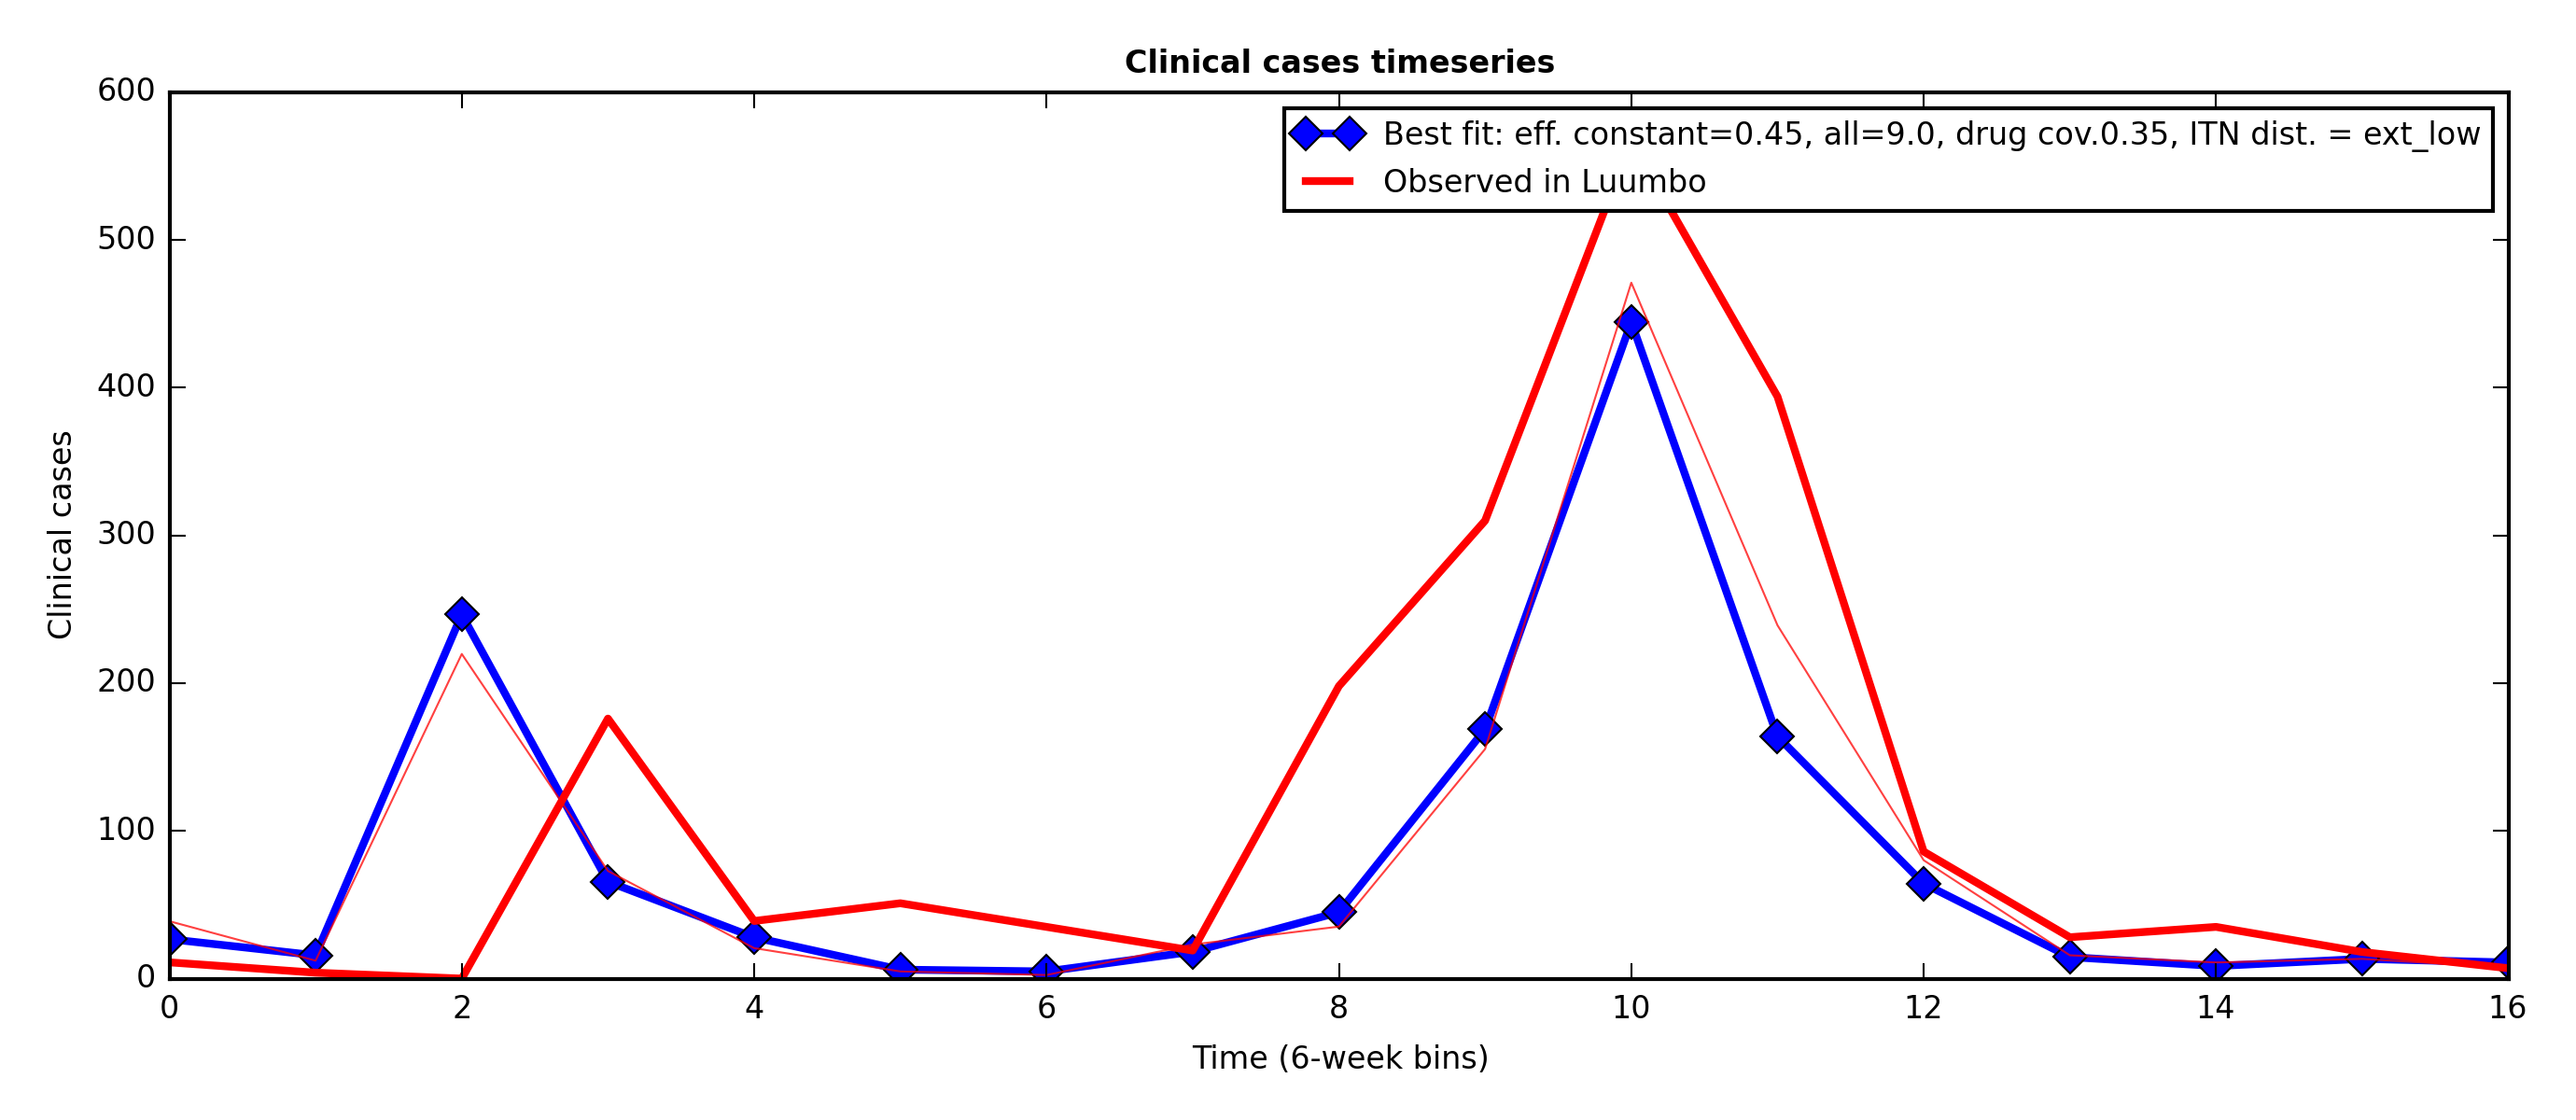 Clinical cases timeseries
600
500
400
300
200
100
0
Clinical cases
Best fit: eff. constant=0.45, all=9.0, drug cov.0.35, ITN dist. = ext_low
Observed in Luumbo
0 2 4 6 8 10 12 14 16
Time (6-week bins)